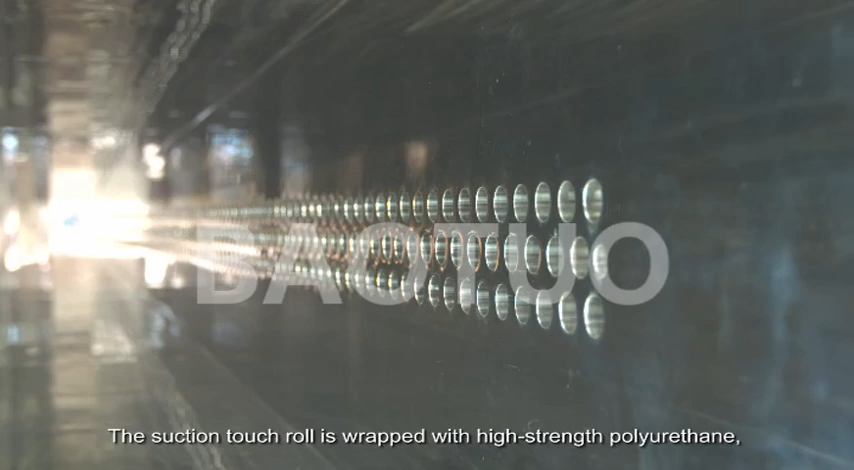 BAOTUO
The suction touch roll is wrapped with high-strength polyurethane,